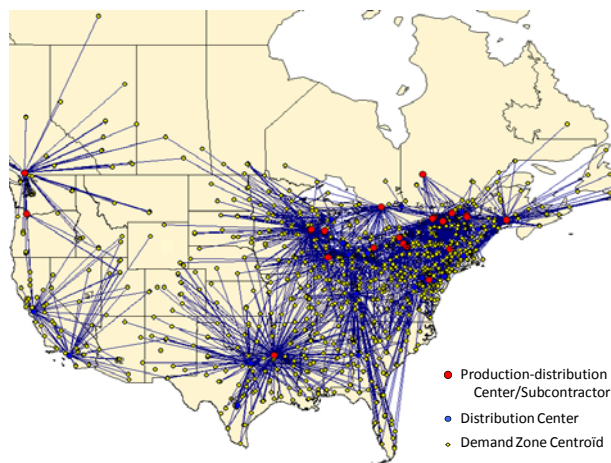 Production-distribution
Center/Subcontractor
Distribution Center
Demand Zone Centroïd